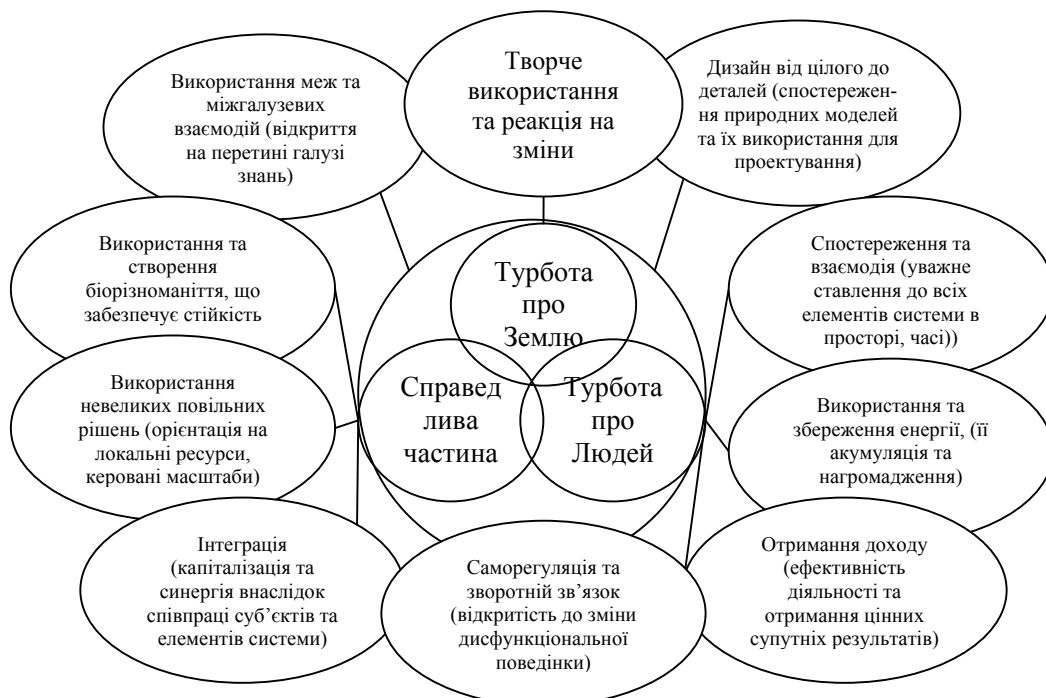 Використання меж та
міжгалузевих
взаємодій (відкриття
на перетині галузі
знань)
Творче
використання
та реакція на
зміни
Дизайн від цілого до
деталей (спостережен-
ня природних моделей
та їх використання для
проектування)
Використання та
створення
біорізноманіття, що
забезпечує стійкість
Турбота
про
Землю
Спостереження та
взаємодія (уважне
ставлення до всіх
елементів системи в
просторі, часі))
Використання
невеликих повільних
рішень (орієнтація на
локальні ресурси,
керовані масштаби)
Справед
лива
частина
Турбота
про
Людей
Використання та
збереження енергії, (її
акумуляція та
нагромадження)
Інтеграція
(капіталізація та
синергія внаслідок
співпраці суб’єктів та
елементів системи)
Саморегуляція та
зворотній зв’язок
(відкритість до зміни
дисфункціональної
поведінки)
Отримання доходу
(ефективність
діяльності та
отримання цінних
супутніх результатів)